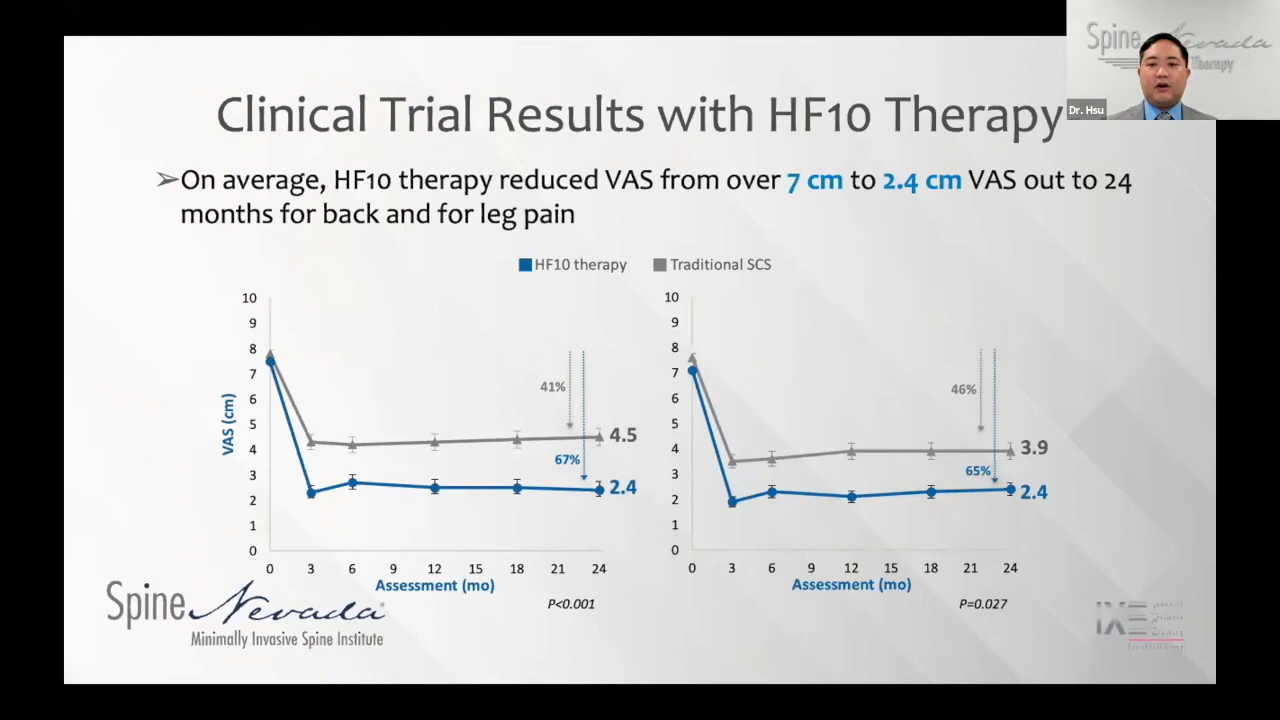 Spine Nevada
Therapy
Dr. Hsu
Clinical Trial Results with HF10 Therapy
➢On average, HF10 therapy reduced VAS from over 7 cm to 2.4 cm VAS out to 24
months for back and for leg pain
HF10 therapy Traditional SCS
10
9
8
7
6
5
4
3
2
1
0
VAS (cm)
41%
67%
4.5
2.4
0 3 6 9 12 15 18 21 24
Assessment (mo)
P<0.001
10
9
8
7
6
5
4
3
2
1
0
46%
65%
3.9
2.4
0 3 6 9 12 15 18 21 24
Assessment (mo)
P=0.027
Spine Nevada
Minimally Invasive Spine Institute